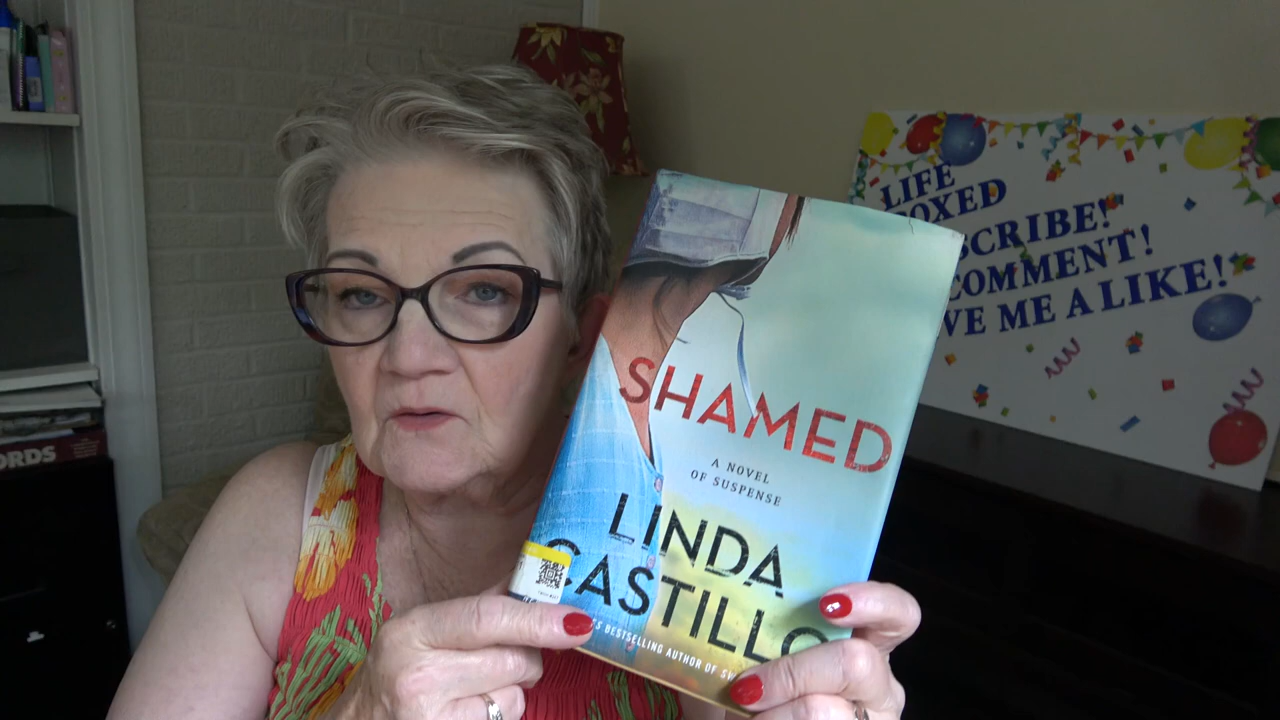 SHAMED
A NOVEL
OF SUSPENSE
LINDA
CASTILLO
BESTSELLING AUTHOR OF
LIFE
BOXED
SCRIBE!
COMMENT!
VE ME A LIKE!
ORDS